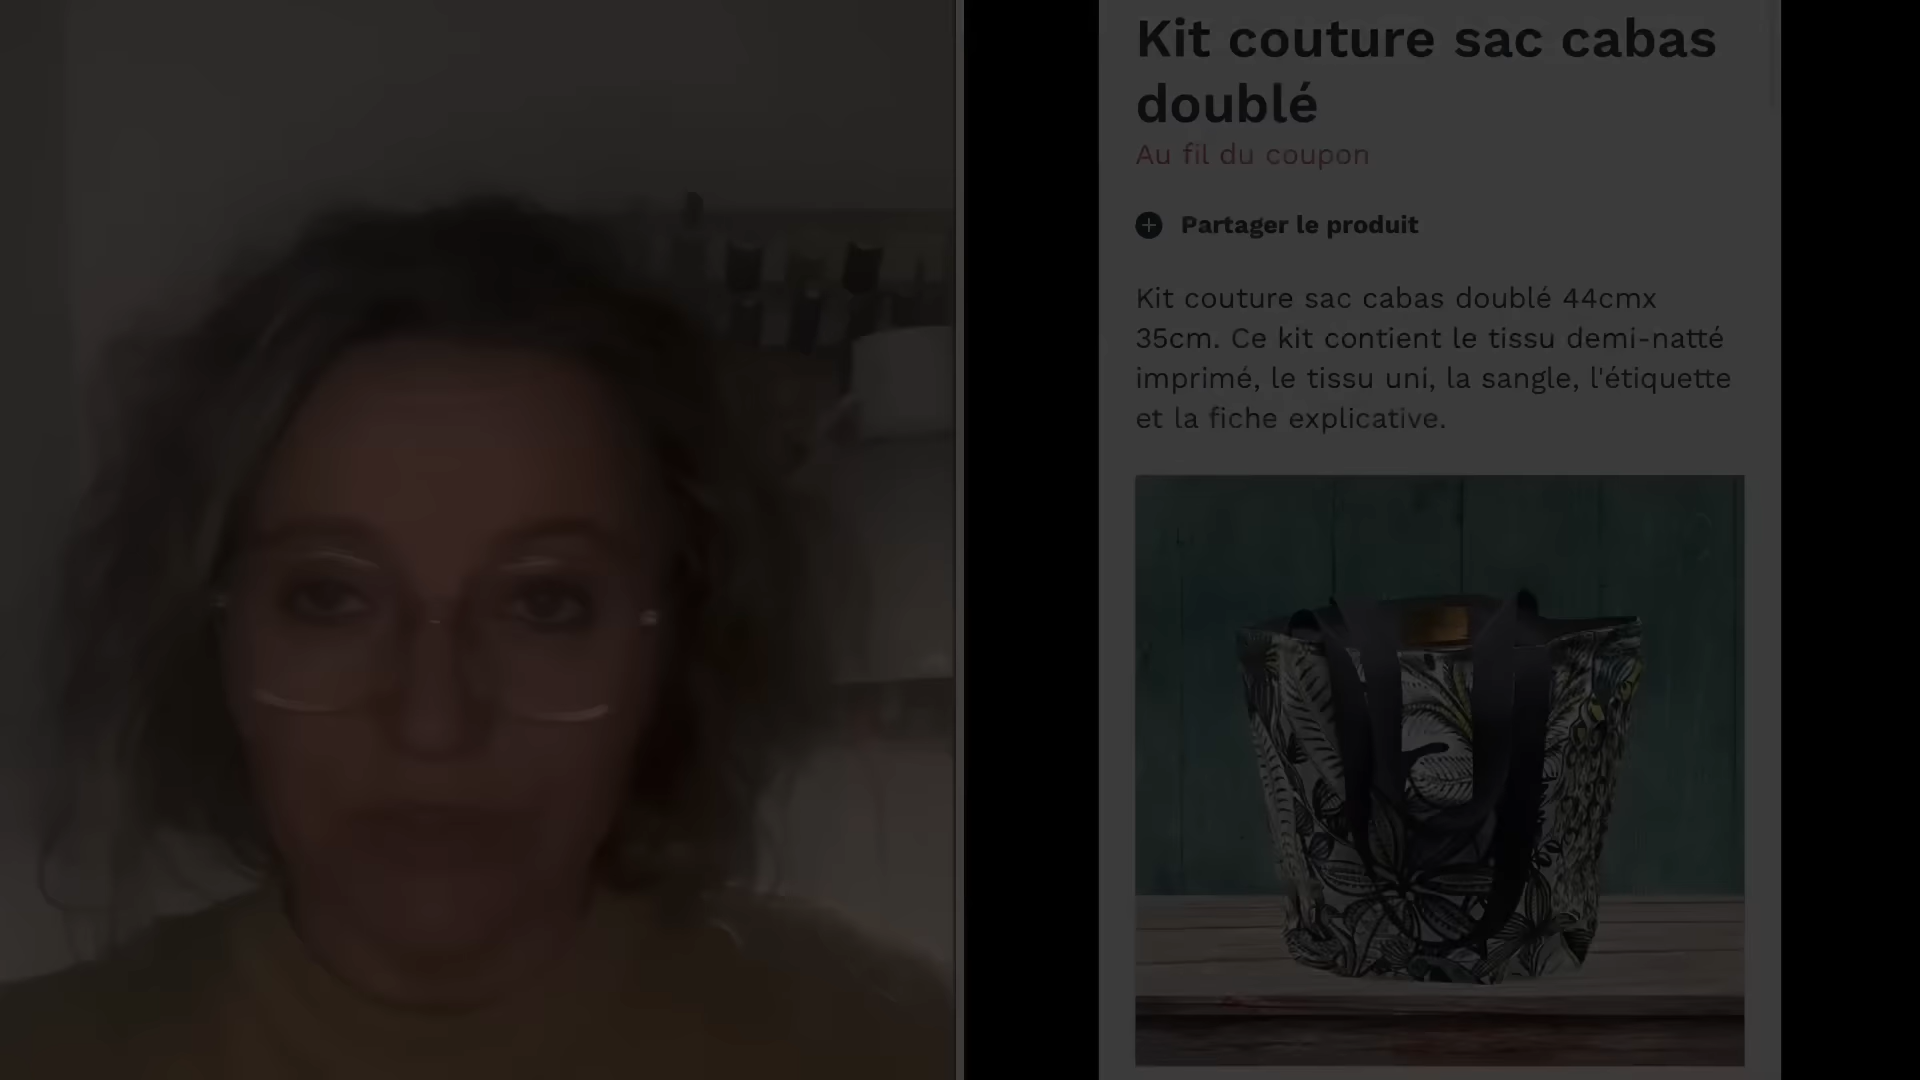 Kit couture sac cabas
doublé
Au fil du coupon
Partager le produit
Kit couture sac cabas doublé 44cmx
35cm. Ce kit contient le tissu demi-natté
imprimé, le tissu uni, la sangle, l'étiquette
et la fiche explicative.